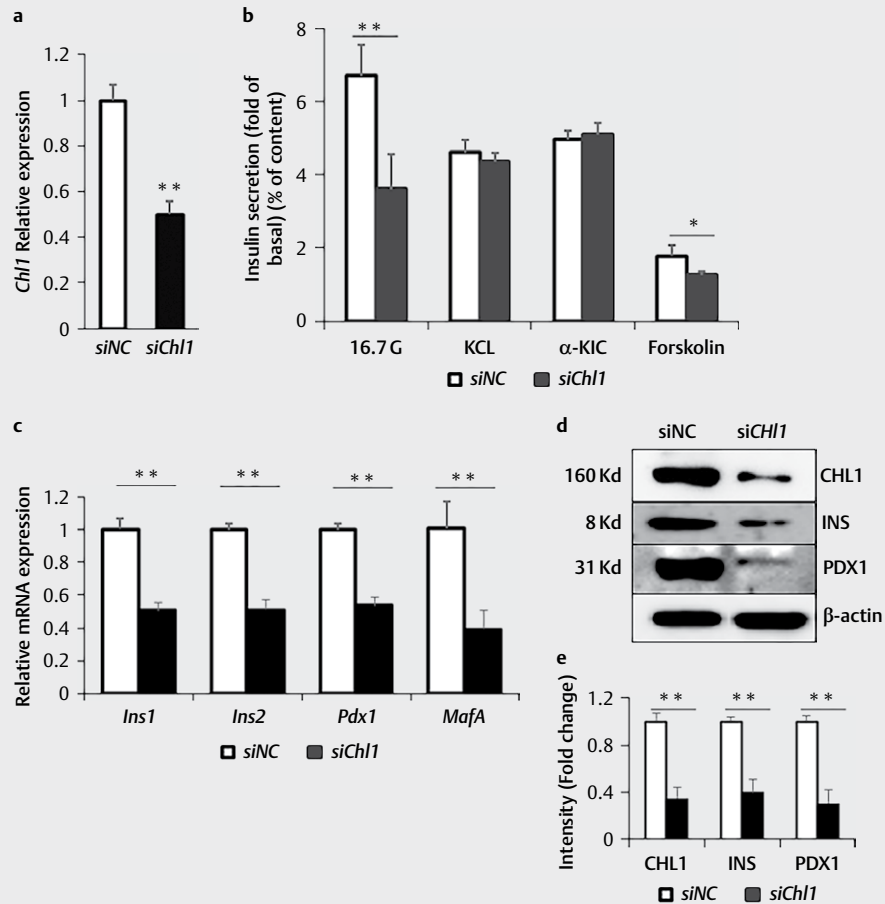 a
Chl1 Relative expression
1.2
1
0.8
0.6
0.4
0.2
0
**
siNC siChl1
b
Insulin secretion (fold of
basal) (% of content)
8
6
4
2
0
**
*
16.7 G KCL α-KIC Forskolin
siNC siChl1
c
Relative mRNA expression
1.2
1
0.8
0.6
0.4
0.2
0
** ** ** **
Ins1 Ins2 Pdx1 MafA
siNC siChl1
d
siNC siCHl1
160 Kd CHL1
8 Kd INS
31 Kd PDX1
β-actin
e
Intensity (Fold change)
1.2
0.8
0.4
0
** ** **
CHL1 INS PDX1
siNC siChl1